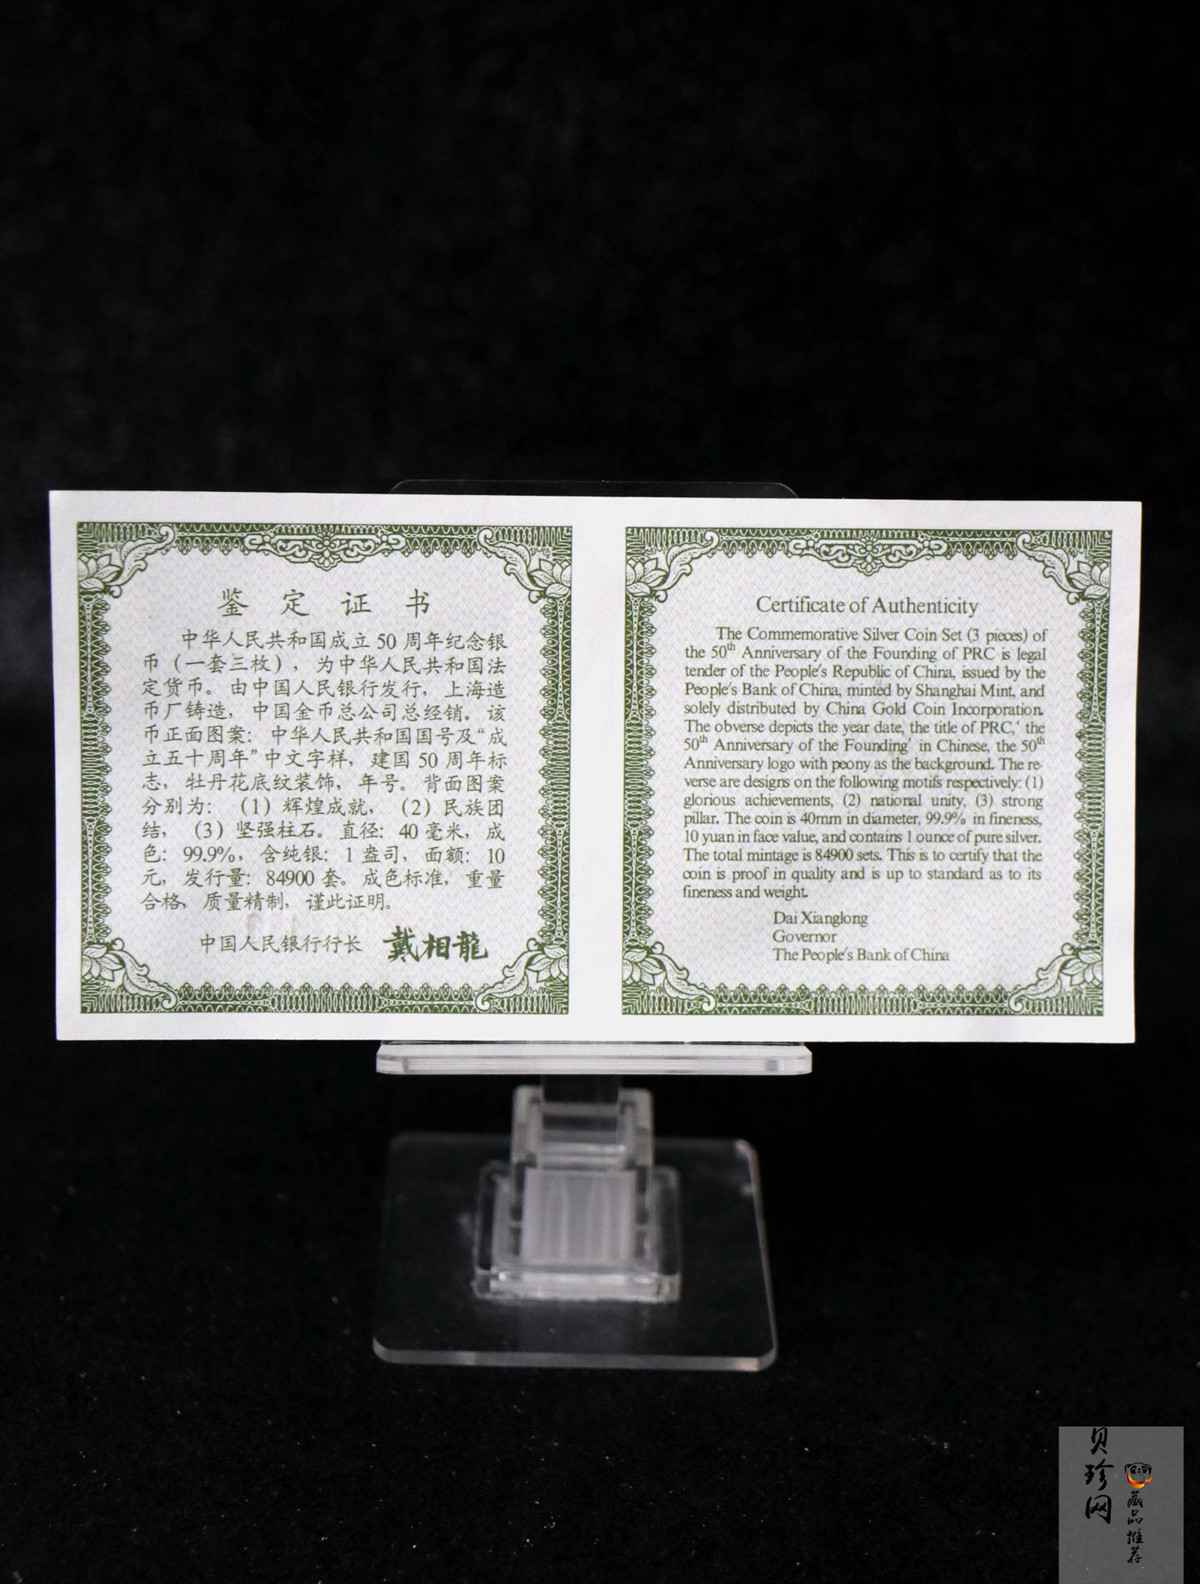 鉴定证书
中华人民共和国成立50周年纪念银
币（一套三枚），为中华人民共和国法
定货币。由中国人民银行发行，上海造
币厂铸造，中国金币总公司总经销。该
币正面图案：中华人民共和国国号及“成
立五十周年”中文字样，建国50周年标
志，牡丹花底纹装饰，年号。背面图案
分别为：（1）辉煌成就，（2）民族团
结，（3）坚强柱石。直径：40毫米，成
色：99.9%，含纯银：1盎司，面额：10
元，发行量：84900套。成色标准，重量
合格，质量精制，谨此证明。
中国人民银行行长 戴相龍
Certificate of Authenticity
The Commemorative Silver Coin Set (3 pieces) of
the 50th Anniversary of the Founding of PRC is legal
tender of the People's Republic of China, issued by the
People's Bank of China, minted by Shanghai Mint, and
solely distributed by China Gold Coin Incorporation.
The obverse depicts the year date, the title of PRC,' the
50th Anniversary of the Founding' in Chinese, the 50th
Anniversary logo with peony as the background. The re-
verse are designs on the following motifs respectively: (1)
glorious achievements, (2) national unity, (3) strong
pillar. The coin is 40mm in diameter, 99.9% in fineness,
10 yuan in face value, and contains 1 ounce of pure silver.
The total mintage is 84900 sets. This is to certify that the
coin is proof in quality and is up to standard as to its
fineness and weight.
Dai Xianglong
Governor
The People's Bank of China
贝珍网
藏品推荐